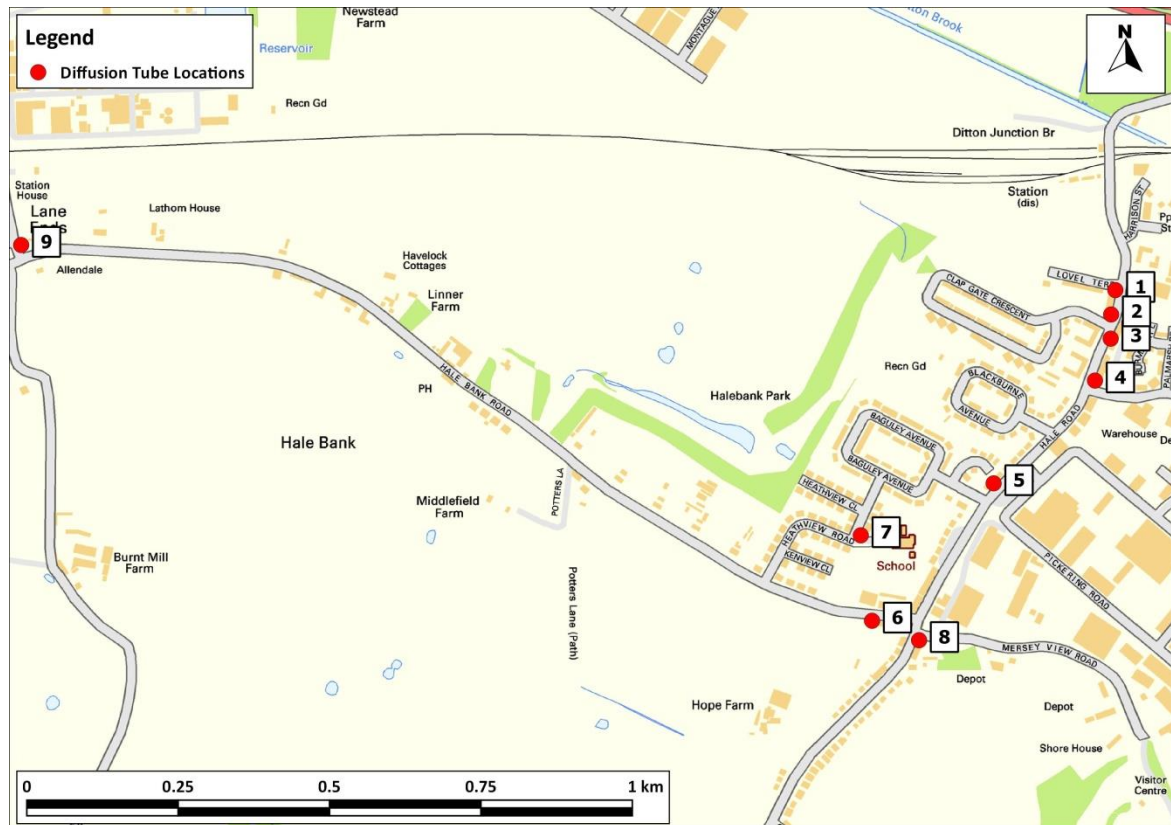 Newstead
Farm
MONTAGUE
Legend
Reservoir
Diffusion Tube Locations
N
Recn Gd
Ditton Junction Br
Station
(dis)
Station
House
Lane
Ends
Lathom House
9
Allendale
HARRISON ST
Havelock
Cottages
Linner
Farm
LOVEL TERR
1
CLAP GATE CRESCENT
2
3
Recn Gd
4
PH
HALE BANK ROAD
Halebank Park
BLACKBURNE
AVENUE
HALE ROAD
Warehouse
BAGULEY AVENUE
BAGULEY AVENUE
Hale Bank
5
Middlefield
Farm
POTTERS LA
HEATHVIEW CL
HEATHVIEW ROAD
7
KENVIEW CL
School
PICKERING ROAD
Burnt Mill
Farm
Potters Lane (Path)
6
8
MERSEY VIEW ROAD
Depot
Hope Farm
Depot
Shore House
Visitor
Centre
0 0.25 0.5 0.75 1 km